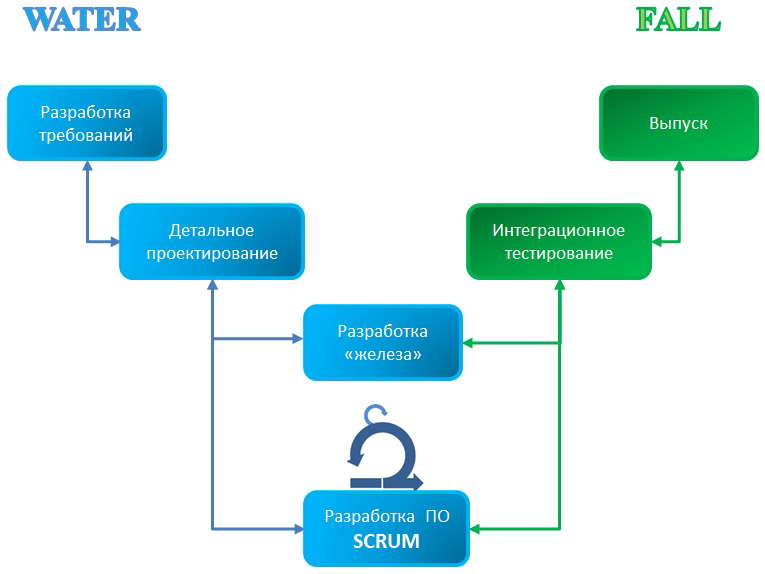 WATER
FALL
Разработка
требований
Выпуск
Детальное
проектирование
Интеграционное
тестирование
Разработка
«железа»
Разработка ПО
SCRUM